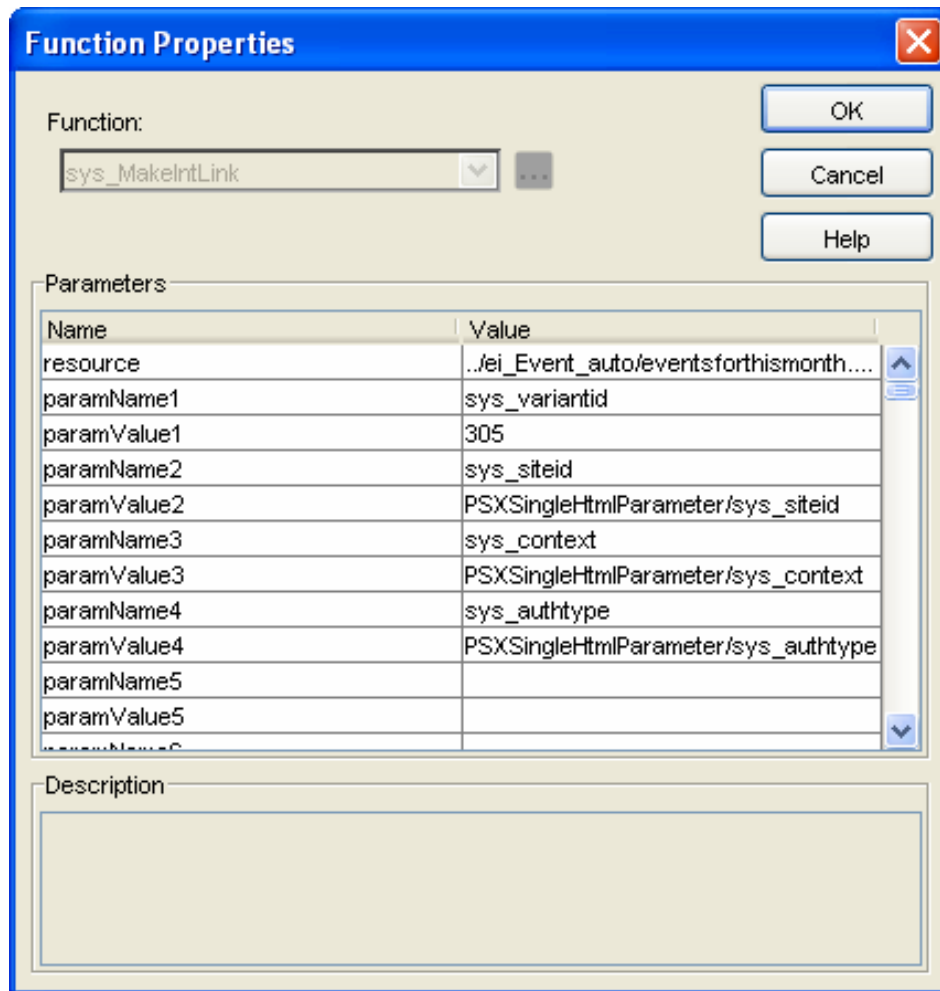 Function Properties
OK
Function:
sys_MakeIntLink
...
Cancel
Help
Parameters
Name Value
resource ../ei_Event_auto/eventsforthismonth....
paramName1 sys_variantid
paramValue1 305
paramName2 sys_siteid
paramValue2 PSXSingleHtmlParameter/sys_siteid
paramName3 sys_context
paramValue3 PSXSingleHtmlParameter/sys_context
paramName4 sys_authtype
paramValue4 PSXSingleHtmlParameter/sys_authtype
paramName5
paramValue5
Description